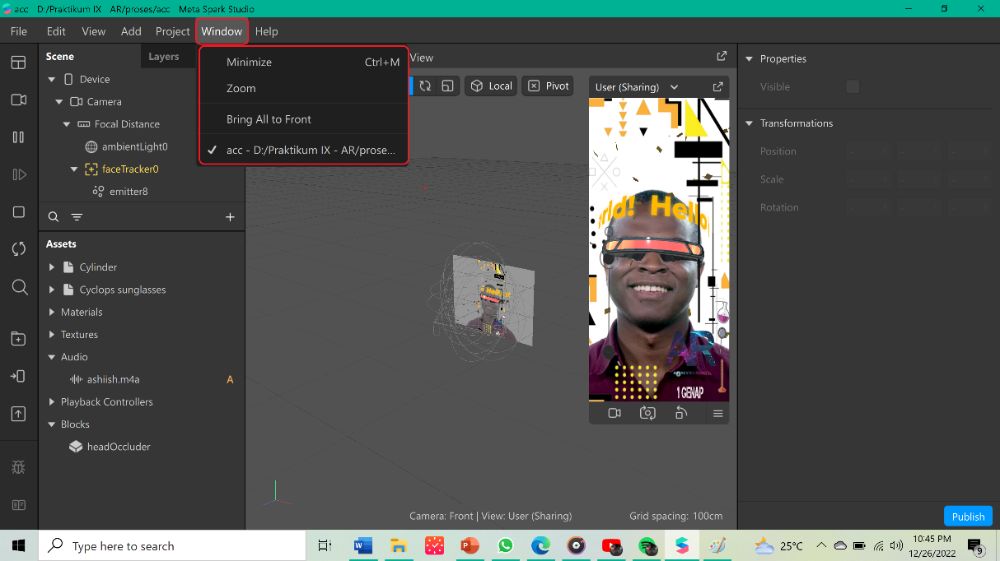 acc D:/Praktikum IX AR/proses/acc Meta Spark Studio
File Edit View Add Project Window Help
Scene Layers
Device
Camera
Focal Distance
ambientLight0
faceTracker0
emitter8
Assets
Cylinder
Cyclops sunglasses
Materials
Textures
Audio
ashiish.m4a A
Playback Controllers
Blocks
headOccluder
Minimize Ctrl+M
Zoom
Bring All to Front
acc - D:/Praktikum IX - AR/prose...
View
Local Pivot
User (Sharing)
rld! Hello
AR
1 GENAP
Hello
Camera: Front | View: User (Sharing) Grid spacing: 100cm
Properties
Visible
Transformations
Position
Scale
Rotation
Publish
Type here to search
25°C
10:45 PM
12/26/2022
9